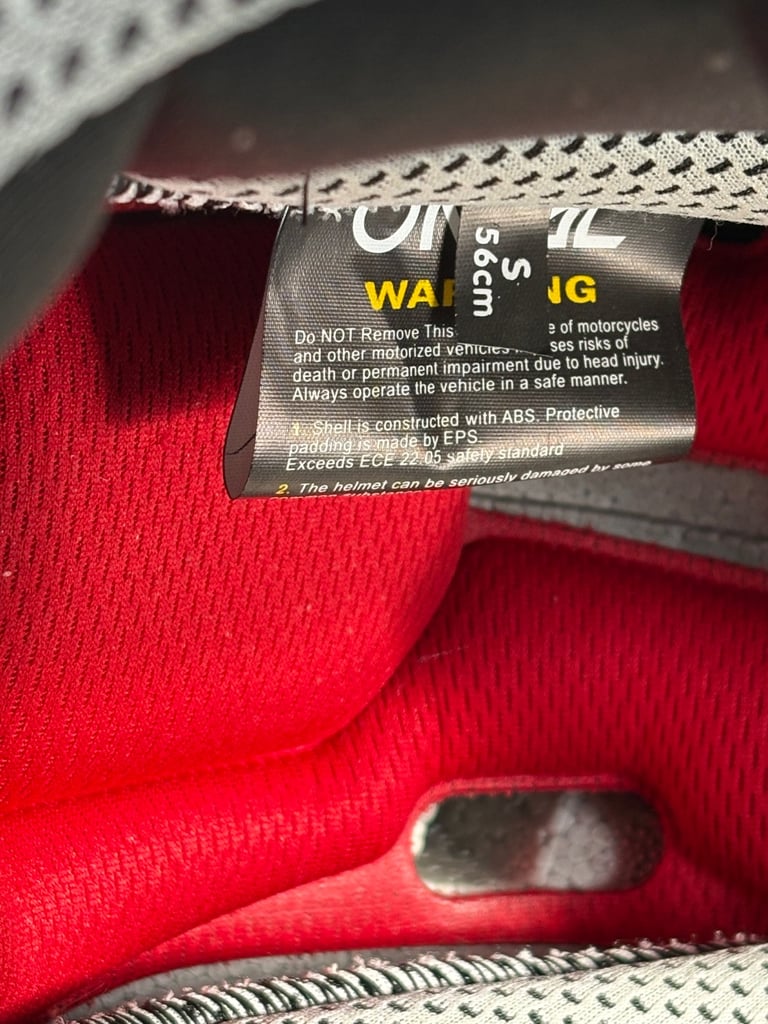 S
56cm
WA NG
Do NOT Remove This e of motorcycles
and other motorized vehicles ses risks of
death or permanent impairment due to head injury.
Always operate the vehicle in a safe manner.
1. Shell is constructed with ABS. Protective
padding is made by EPS.
Exceeds ECE 22.05 safety standard
2. The helmet can be seriously damaged by some